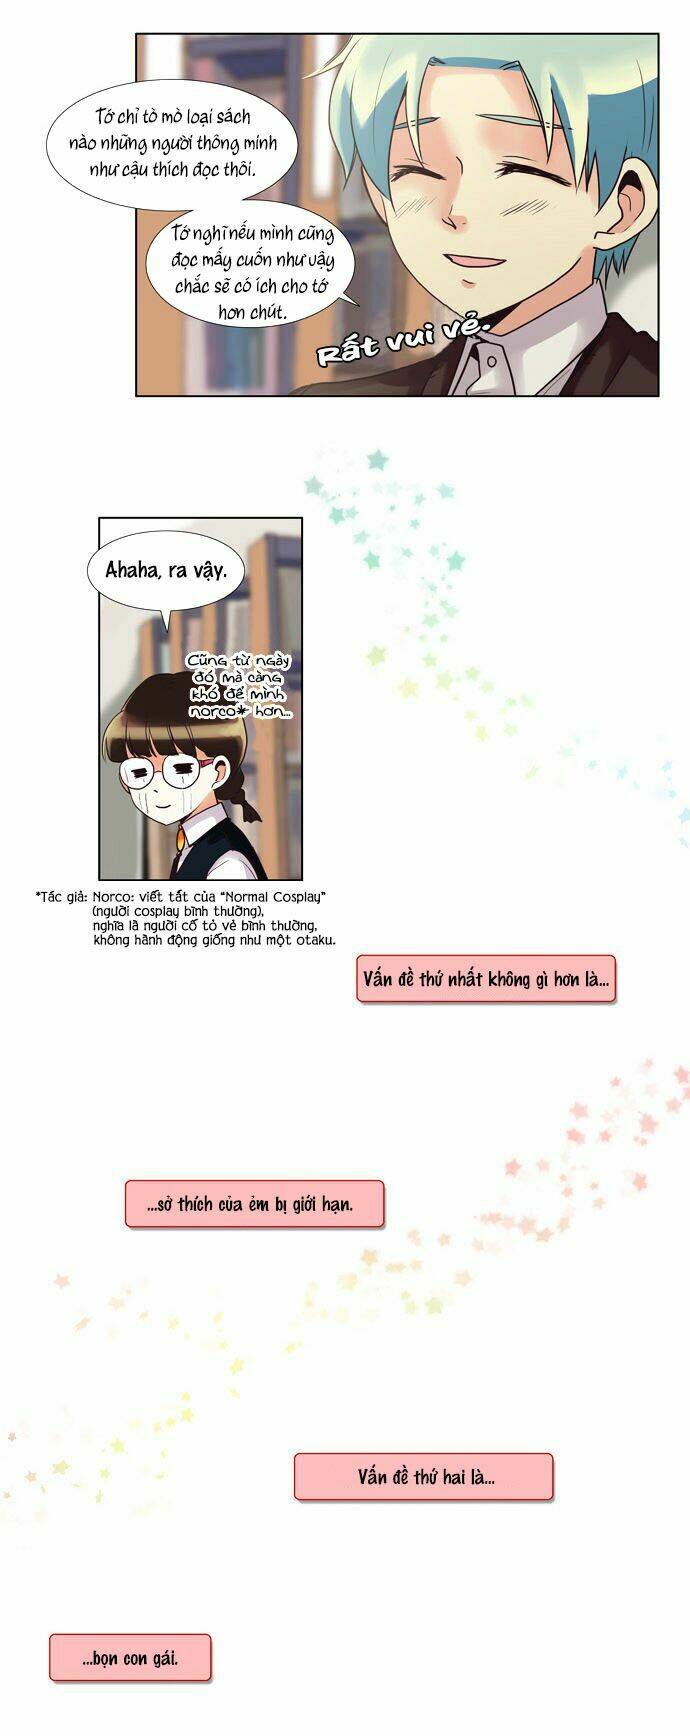 Tớ chỉ tò mò loại sách
nào những người thông minh
như cậu thích đọc thôi.
Tớ nghĩ nếu mình cũng
đọc mấy cuốn như vậy
chắc sẽ có ích cho tớ
hơn chút.
Rất vui vẻ.
Ahaha, ra vậy.
Cũng từ ngày
đó mà càng
khó để mình
norco* hơn...
*Tác giả: Norco: viết tắt của "Normal Cosplay"
(người cosplay bình thường),
nghĩa là người cố tỏ vẻ bình thường,
không hành động giống như một otaku.
Vấn đề thứ nhất không gì hơn là...
...sở thích của ẻm bị giới hạn.
Vấn đề thứ hai là...
...bọn con gái.